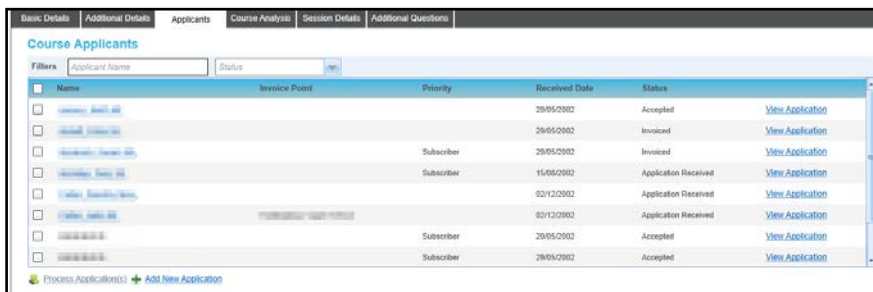 Basic Details Additional Details Applicants Course Analysis Session Details Additional Questions
Course Applicants
Filters Applicant Name Status
Name Invoice Point Priority Received Date Status
29/05/2002 Accepted View Application
29/05/2002 Invoiced View Application
Subscriber 29/05/2002 Invoiced View Application
Subscriber 15/08/2002 Application Received View Application
02/12/2002 Application Received View Application
02/12/2002 Application Received View Application
Subscriber 29/05/2002 Accepted View Application
Subscriber 29/05/2002 Accepted View Application
Process Application(s) Add New Application